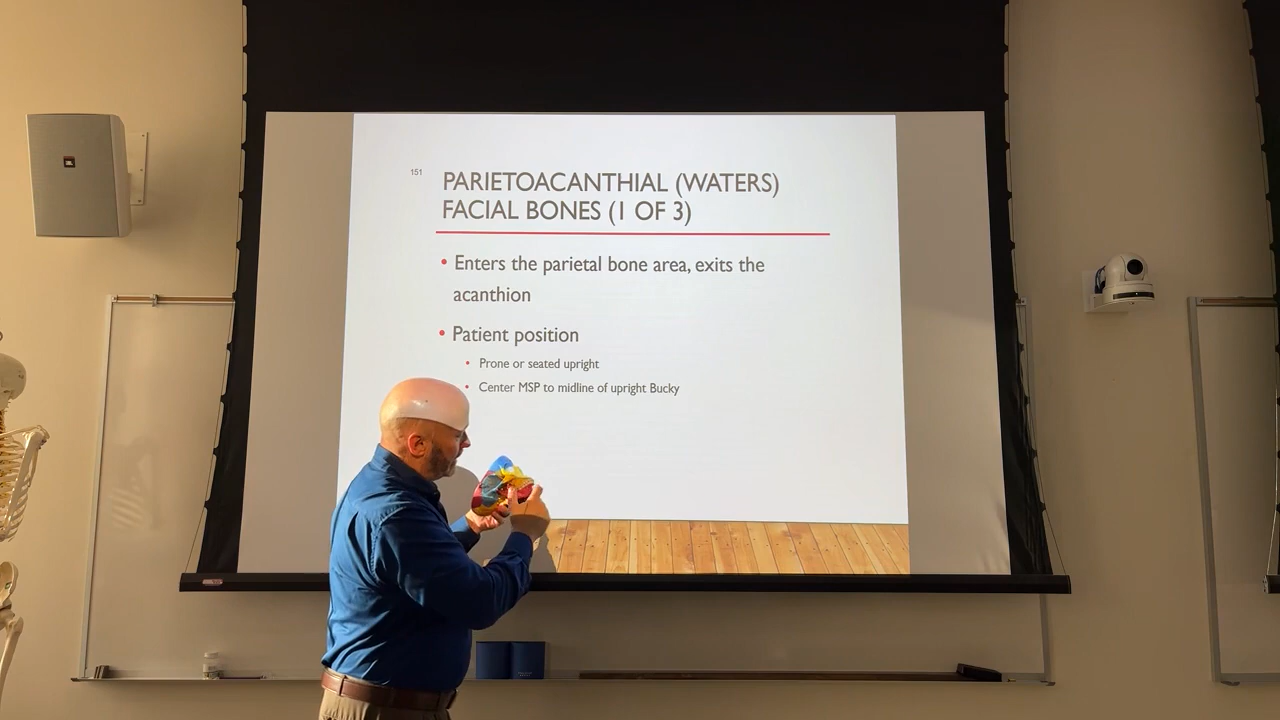 151
PARIETOACANTHIAL (WATERS)
FACIAL BONES (1 OF 3)
• Enters the parietal bone area, exits the
acanthion
• Patient position
• Prone or seated upright
• Center MSP to midline of upright Bucky
JBL